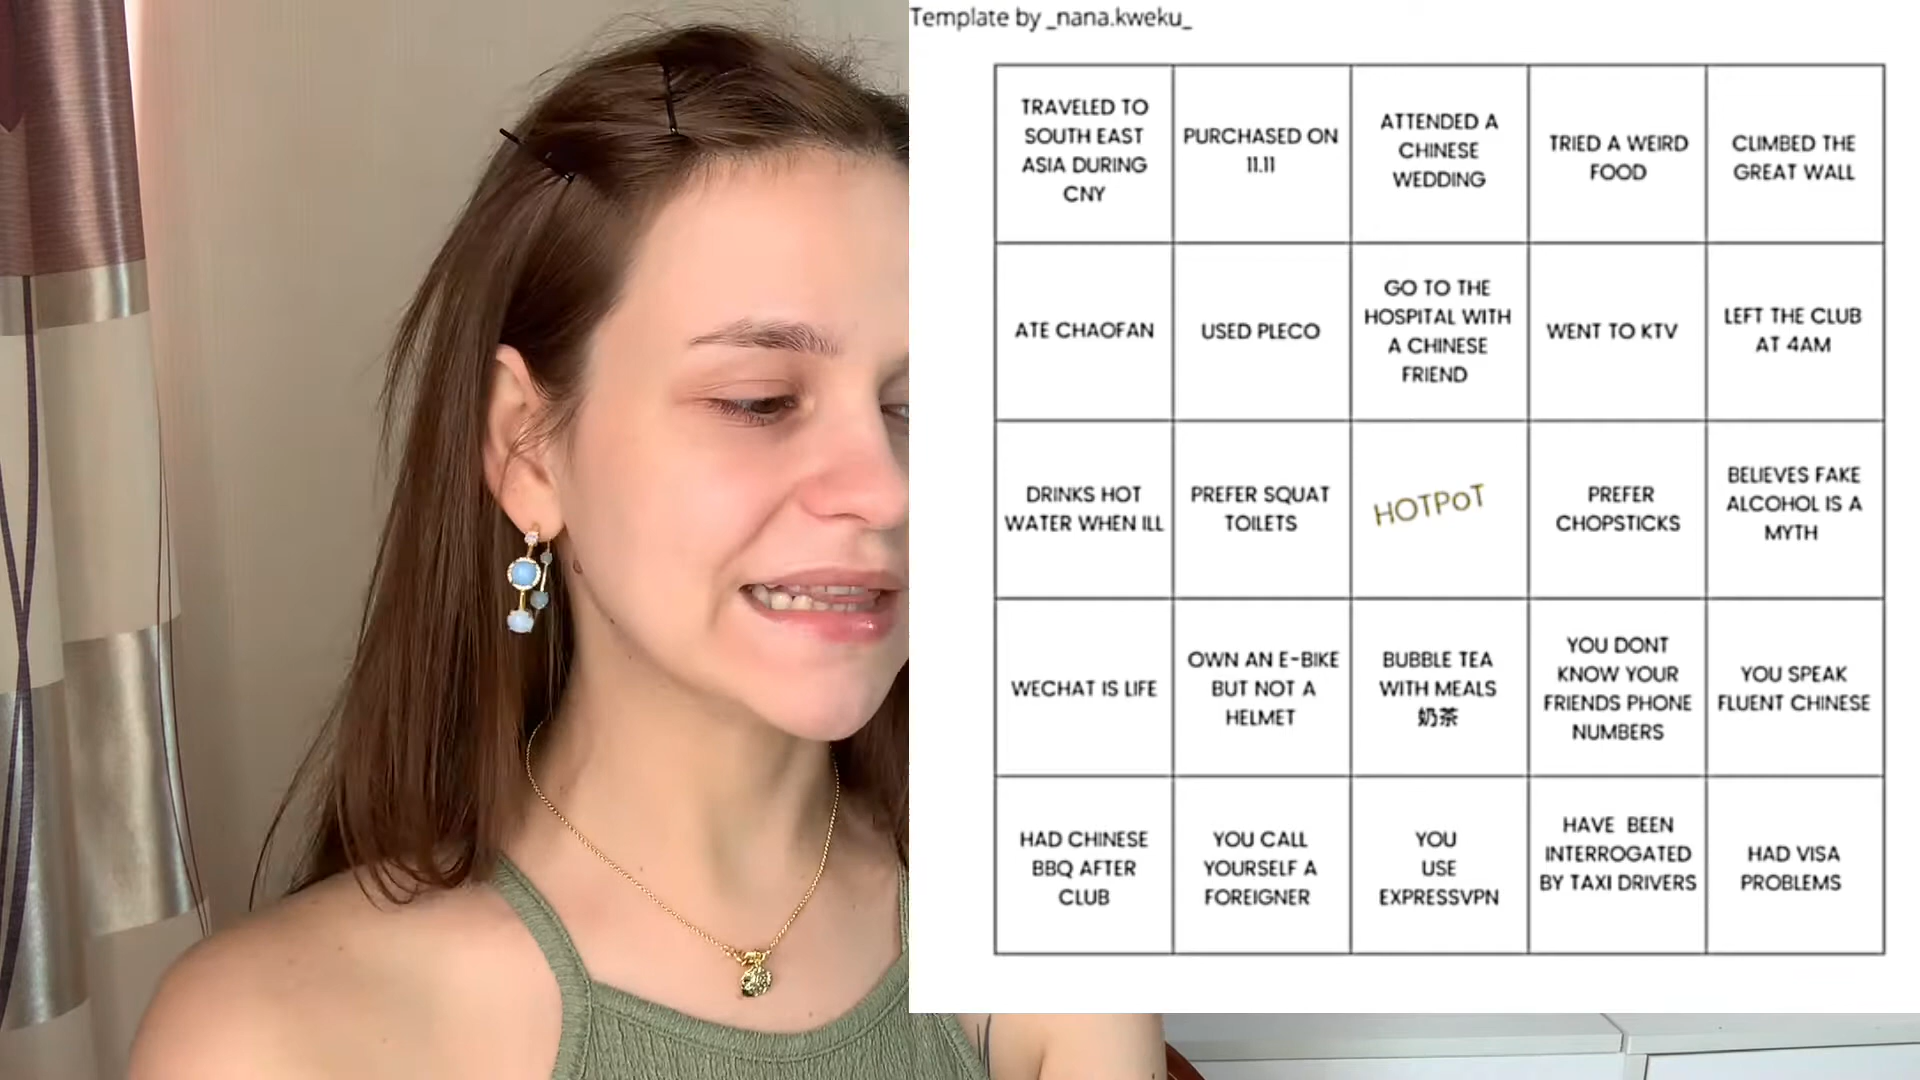 Template by _nana.kweku_
TRAVELED TO
SOUTH EAST
ASIA DURING
CNY
PURCHASED ON
11.11
ATTENDED A
CHINESE
WEDDING
TRIED A WEIRD
FOOD
CLIMBED THE
GREAT WALL
ATE CHAOFAN
USED PLECO
GO TO THE
HOSPITAL WITH
A CHINESE
FRIEND
WENT TO KTV
LEFT THE CLUB
AT 4AM
DRINKS HOT
WATER WHEN ILL
PREFER SQUAT
TOILETS
HOTPoT
PREFER
CHOPSTICKS
BELIEVES FAKE
ALCOHOL IS A
MYTH
WECHAT IS LIFE
OWN AN E-BIKE
BUT NOT A
HELMET
BUBBLE TEA
WITH MEALS
奶茶
YOU DONT
KNOW YOUR
FRIENDS PHONE
NUMBERS
YOU SPEAK
FLUENT CHINESE
HAD CHINESE
BBQ AFTER
CLUB
YOU CALL
YOURSELF A
FOREIGNER
YOU
USE
EXPRESSVPN
HAVE BEEN
INTERROGATED
BY TAXI DRIVERS
HAD VISA
PROBLEMS